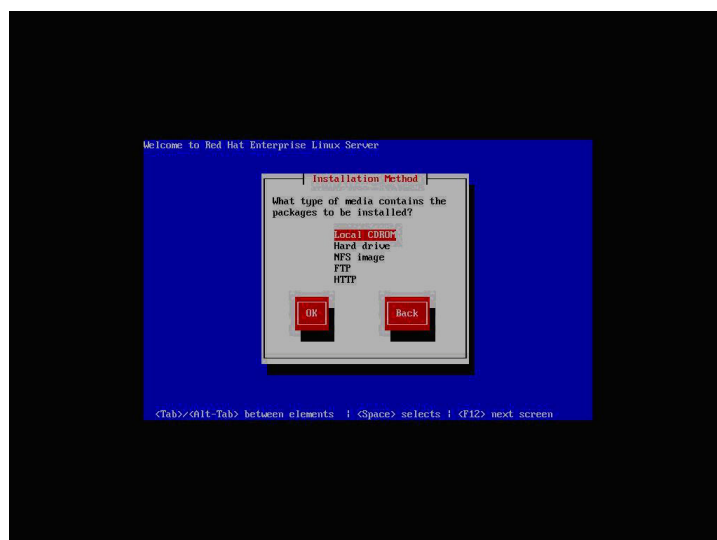 Welcome to Red Hat Enterprise Linux Server
Installation Method
What type of media contains the
packages to be installed?
Local CDROM
Hard drive
NFS image
FTP
HTTP
OK Back
<Tab>/<Alt-Tab> between elements | <Space> selects | <F12> next screen